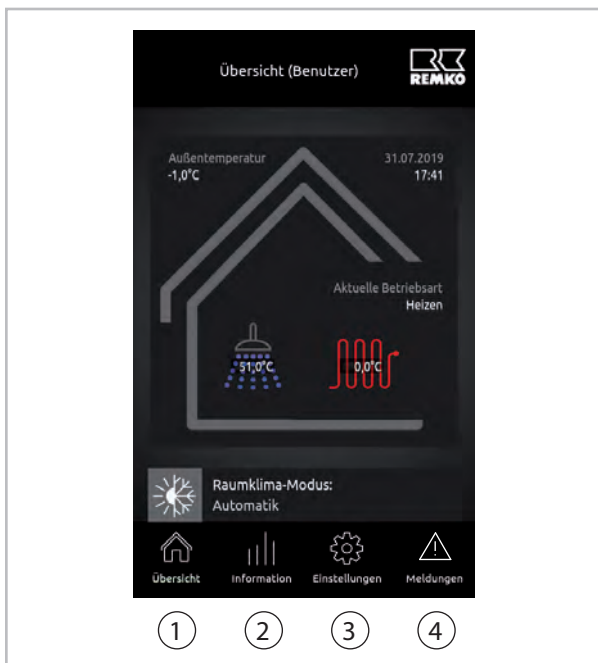 Übersicht (Benutzer)
REMKO
Außentemperatur
-1,0°C
31.07.2019
17:41
Aktuelle Betriebsart
Heizen
51,0°C
0,0°C
Raumklima-Modus:
Automatik
Übersicht Information Einstellungen Meldungen
1 2 3 4